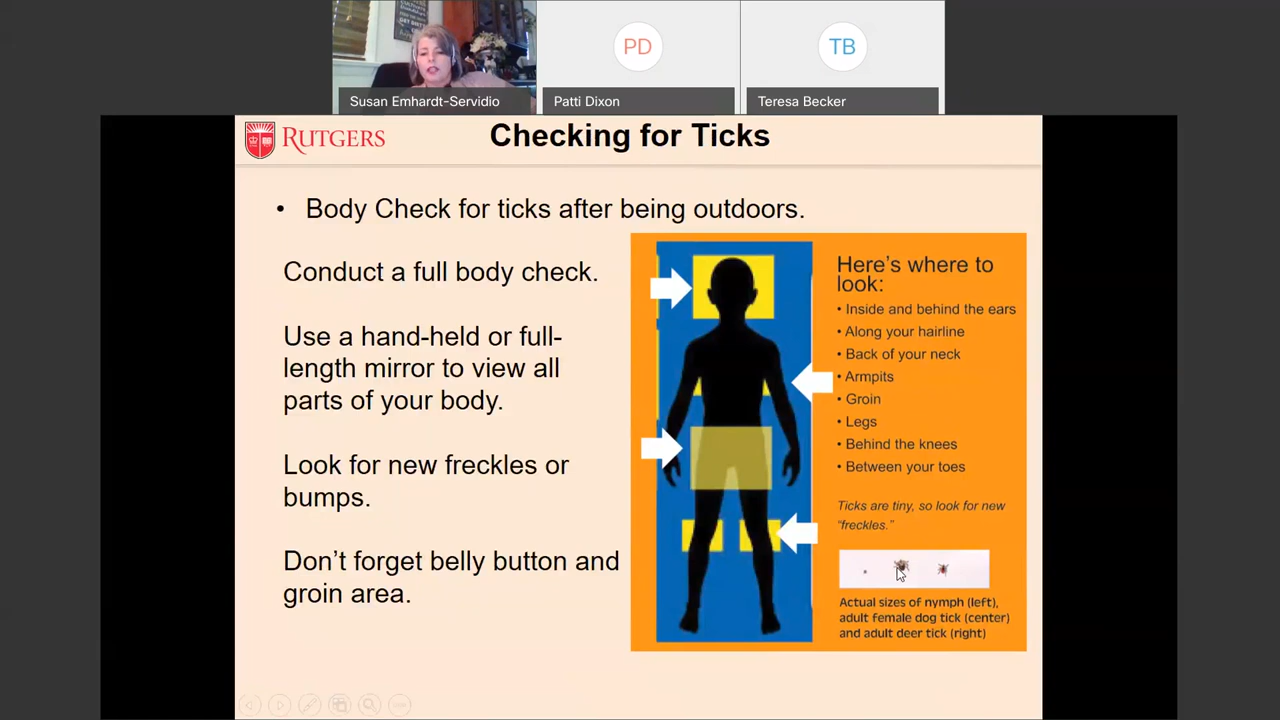 PD
TB
Susan Emhardt-Servidio
Patti Dixon
Teresa Becker
RUTGERS
Checking for Ticks
• Body Check for ticks after being outdoors.
Conduct a full body check.
Use a hand-held or full-
length mirror to view all
parts of your body.
Look for new freckles or
bumps.
Don't forget belly button and
groin area.
Here's where to
look:
• Inside and behind the ears
• Along your hairline
• Back of your neck
• Armpits
• Groin
• Legs
• Behind the knees
• Between your toes
Ticks are tiny, so look for new
"freckles."
Actual sizes of nymph (left),
adult female dog tick (center)
and adult deer tick (right)